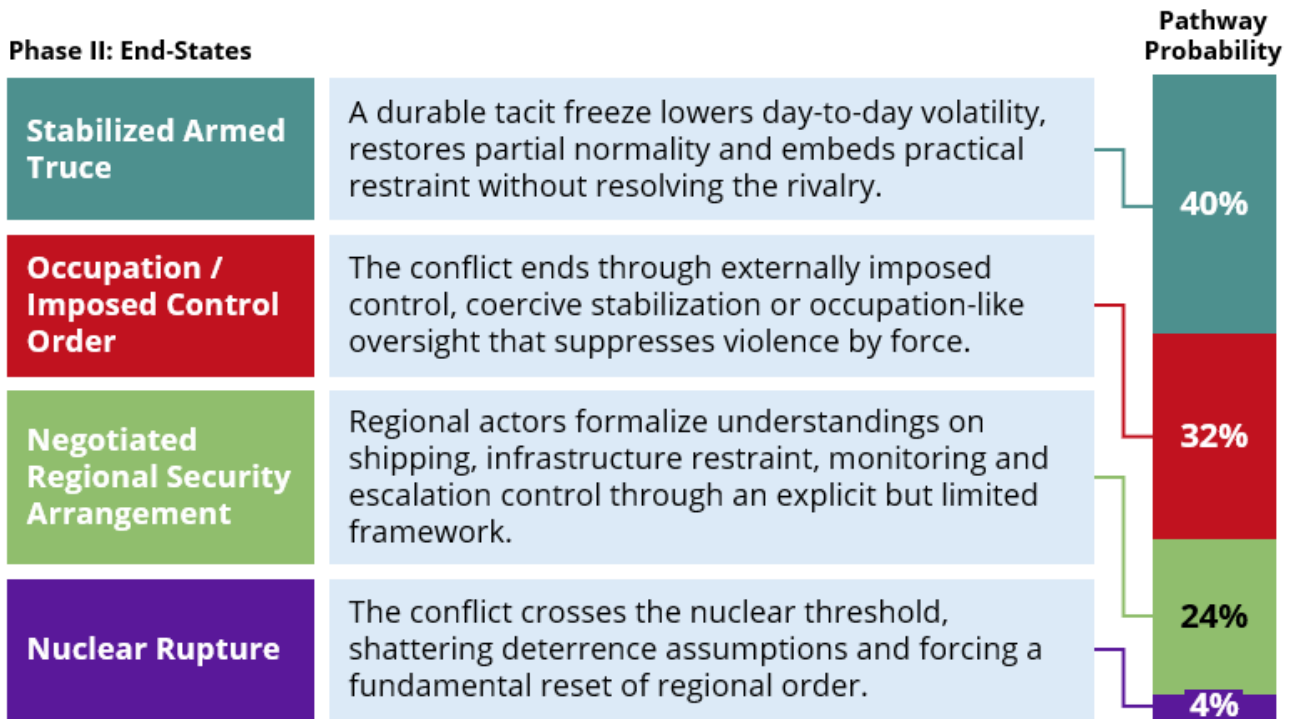 Pathway
Probability
Phase II: End-States
Stabilized Armed
Truce
A durable tacit freeze lowers day-to-day volatility,
restores partial normality and embeds practical
restraint without resolving the rivalry.
40%
Occupation /
Imposed Control
Order
The conflict ends through externally imposed
control, coercive stabilization or occupation-like
oversight that suppresses violence by force.
32%
Negotiated
Regional Security
Arrangement
Regional actors formalize understandings on
shipping, infrastructure restraint, monitoring and
escalation control through an explicit but limited
framework.
24%
Nuclear Rupture
The conflict crosses the nuclear threshold,
shattering deterrence assumptions and forcing a
fundamental reset of regional order.
4%